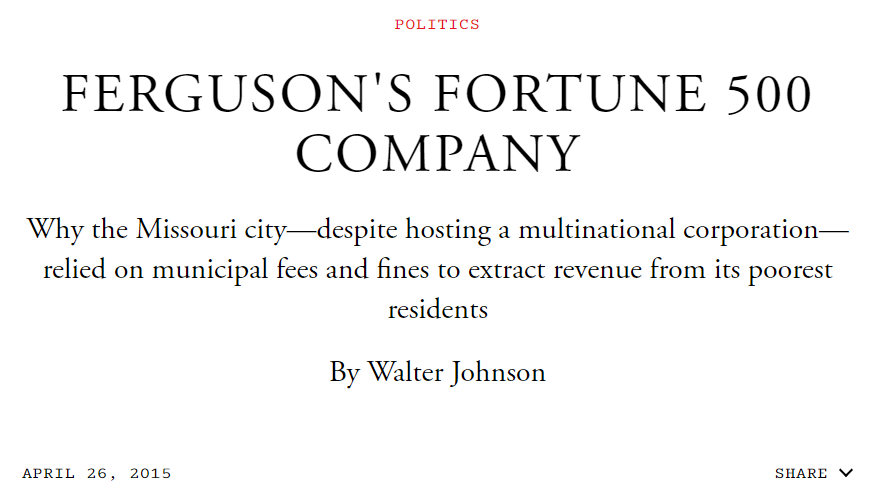 POLITICS
FERGUSON'S FORTUNE 500
COMPANY
Why the Missouri city—despite hosting a multinational corporation—
relied on municipal fees and fines to extract revenue from its poorest
residents
By Walter Johnson
APRIL 26, 2015
SHARE